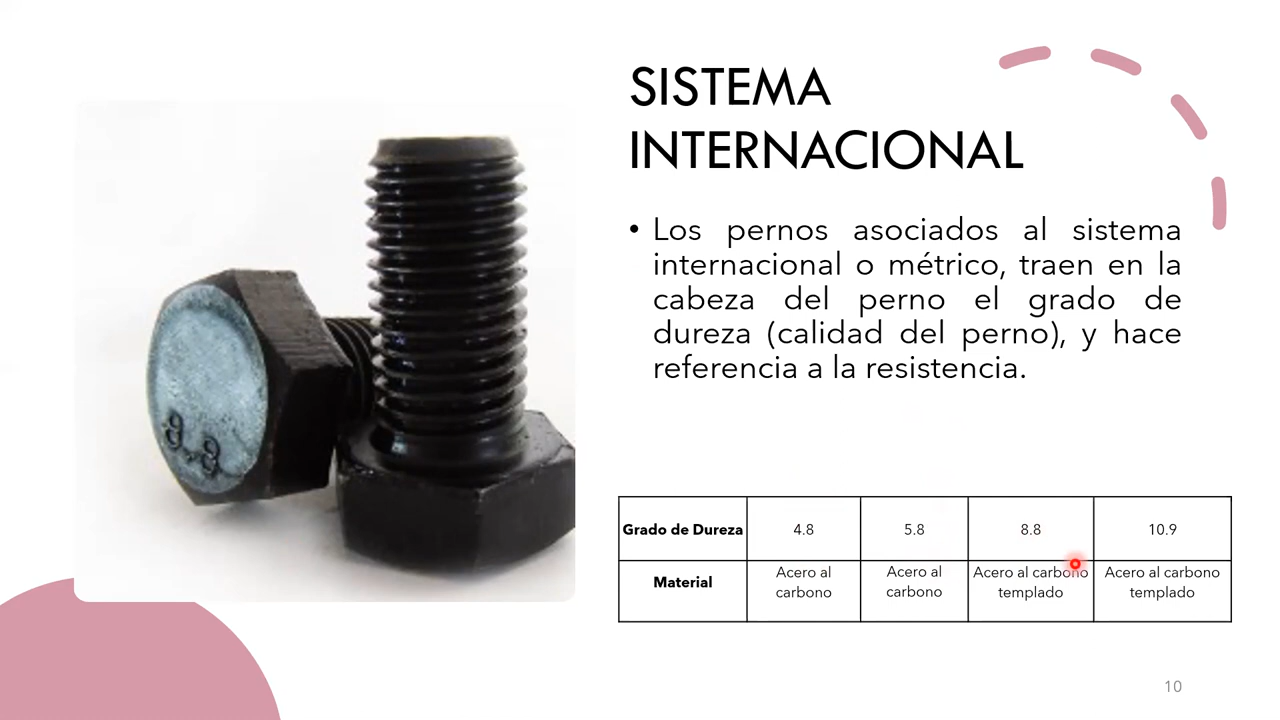 SISTEMA
INTERNACIONAL
• Los pernos asociados al sistema
internacional o métrico, traen en la
cabeza del perno el grado de
dureza (calidad del perno), y hace
referencia a la resistencia.
8.8
Grado de Dureza 4.8 5.8 8.8 10.9
Material Acero al carbono Acero al carbono Acero al carbono templado Acero al carbono templado
10